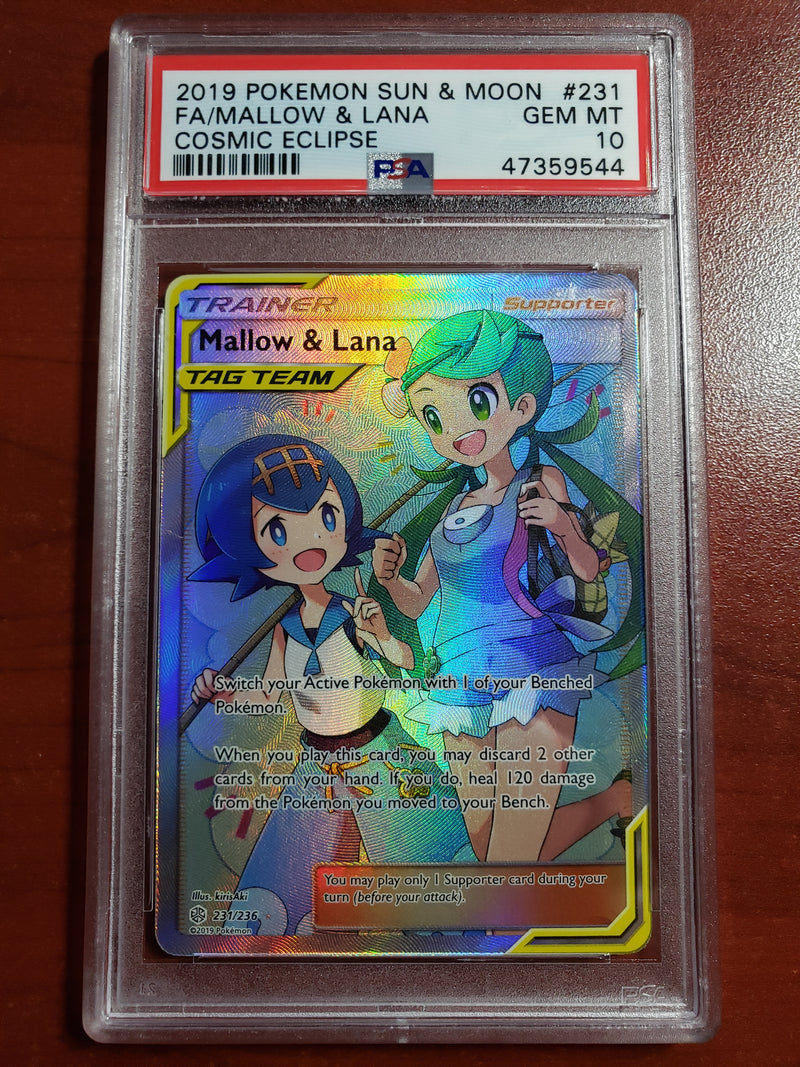 2019 POKEMON SUN & MOON #231
FA/MALLOW & LANA GEM MT
COSMIC ECLIPSE 10
PSA 47359544
TRAINER Supporter
Mallow & Lana
TAG TEAM
Switch your Active Pokémon with 1 of your Benched
Pokémon.
When you play this card, you may discard 2 other
cards from your hand. If you do, heal 120 damage
from the Pokémon you moved to your Bench.
You may play only 1 Supporter card during your
turn (before your attack).
Illus. kirisAki
231/236
©2019 Pokémon
PSA